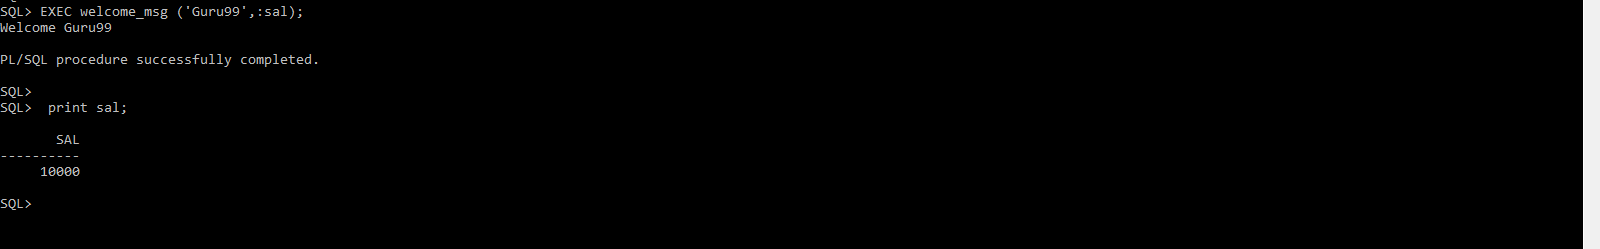 SQL> EXEC welcome_msg ('Guru99',:sal);
Welcome Guru99
PL/SQL procedure successfully completed.
SQL>
SQL>  print sal;
SAL
----------
10000
SQL>